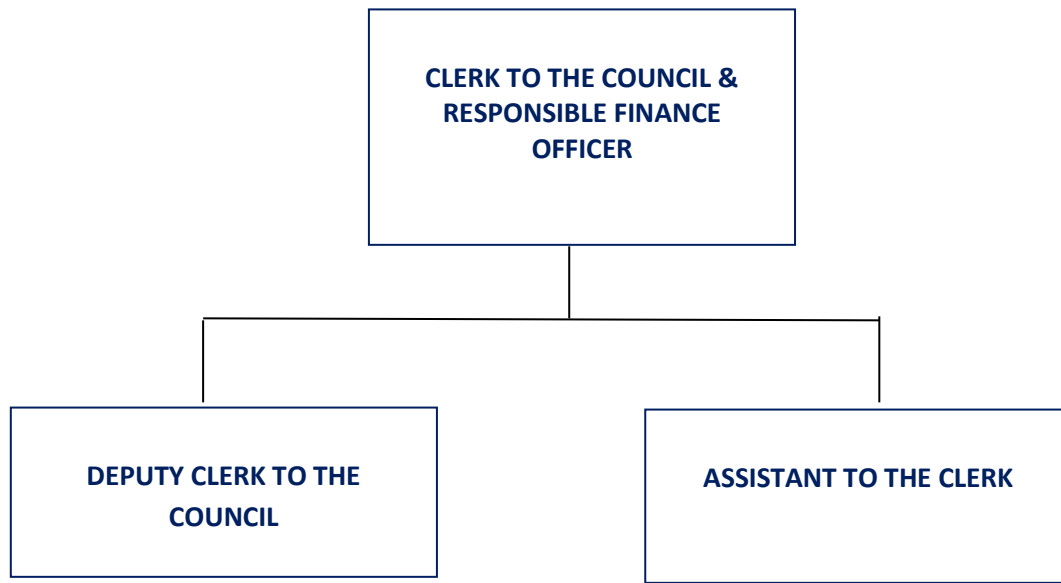 CLERK TO THE COUNCIL &
RESPONSIBLE FINANCE
OFFICER
DEPUTY CLERK TO THE
COUNCIL
ASSISTANT TO THE CLERK